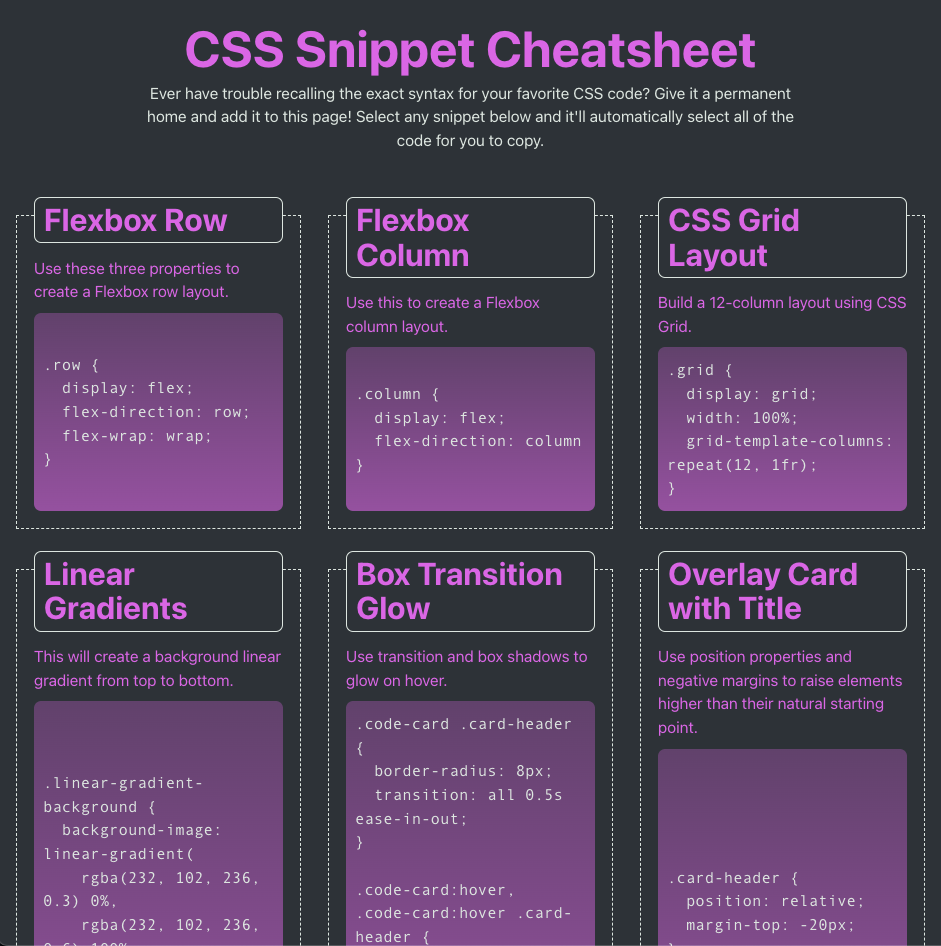 CSS Snippet Cheatsheet
Ever have trouble recalling the exact syntax for your favorite CSS code? Give it a permanent
home and add it to this page! Select any snippet below and it'll automatically select all of the
code for you to copy.
Flexbox Row
Use these three properties to
create a Flexbox row layout.
.row {
  display: flex;
  flex-direction: row;
  flex-wrap: wrap;
}
Flexbox
Column
Use this to create a Flexbox
column layout.
.column {
  display: flex;
  flex-direction: column
}
CSS Grid
Layout
Build a 12-column layout using CSS
Grid.
.grid {
  display: grid;
  width: 100%;
  grid-template-columns:
repeat(12, 1fr);
}
Linear
Gradients
This will create a background linear
gradient from top to bottom.
.linear-gradient-
background {
  background-image:
linear-gradient(
    rgba(232, 102, 236,
0.3) 0%,
    rgba(232, 102, 236,
Box Transition
Glow
Use transition and box shadows to
glow on hover.
.code-card .card-header
{
  border-radius: 8px;
  transition: all 0.5s
ease-in-out;
}
.code-card:hover,
.code-card:hover .card-
header {
Overlay Card
with Title
Use position properties and
negative margins to raise elements
higher than their natural starting
point.
.card-header {
  position: relative;
  margin-top: -20px;